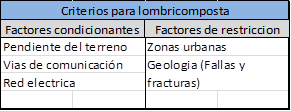 Criterios para lombricomposta
Factores condicionantes Factores de restriccion
Pendiente del terreno Zonas urbanas
Vias de comunicación Geologia (Fallas y
Red electrica fracturas)